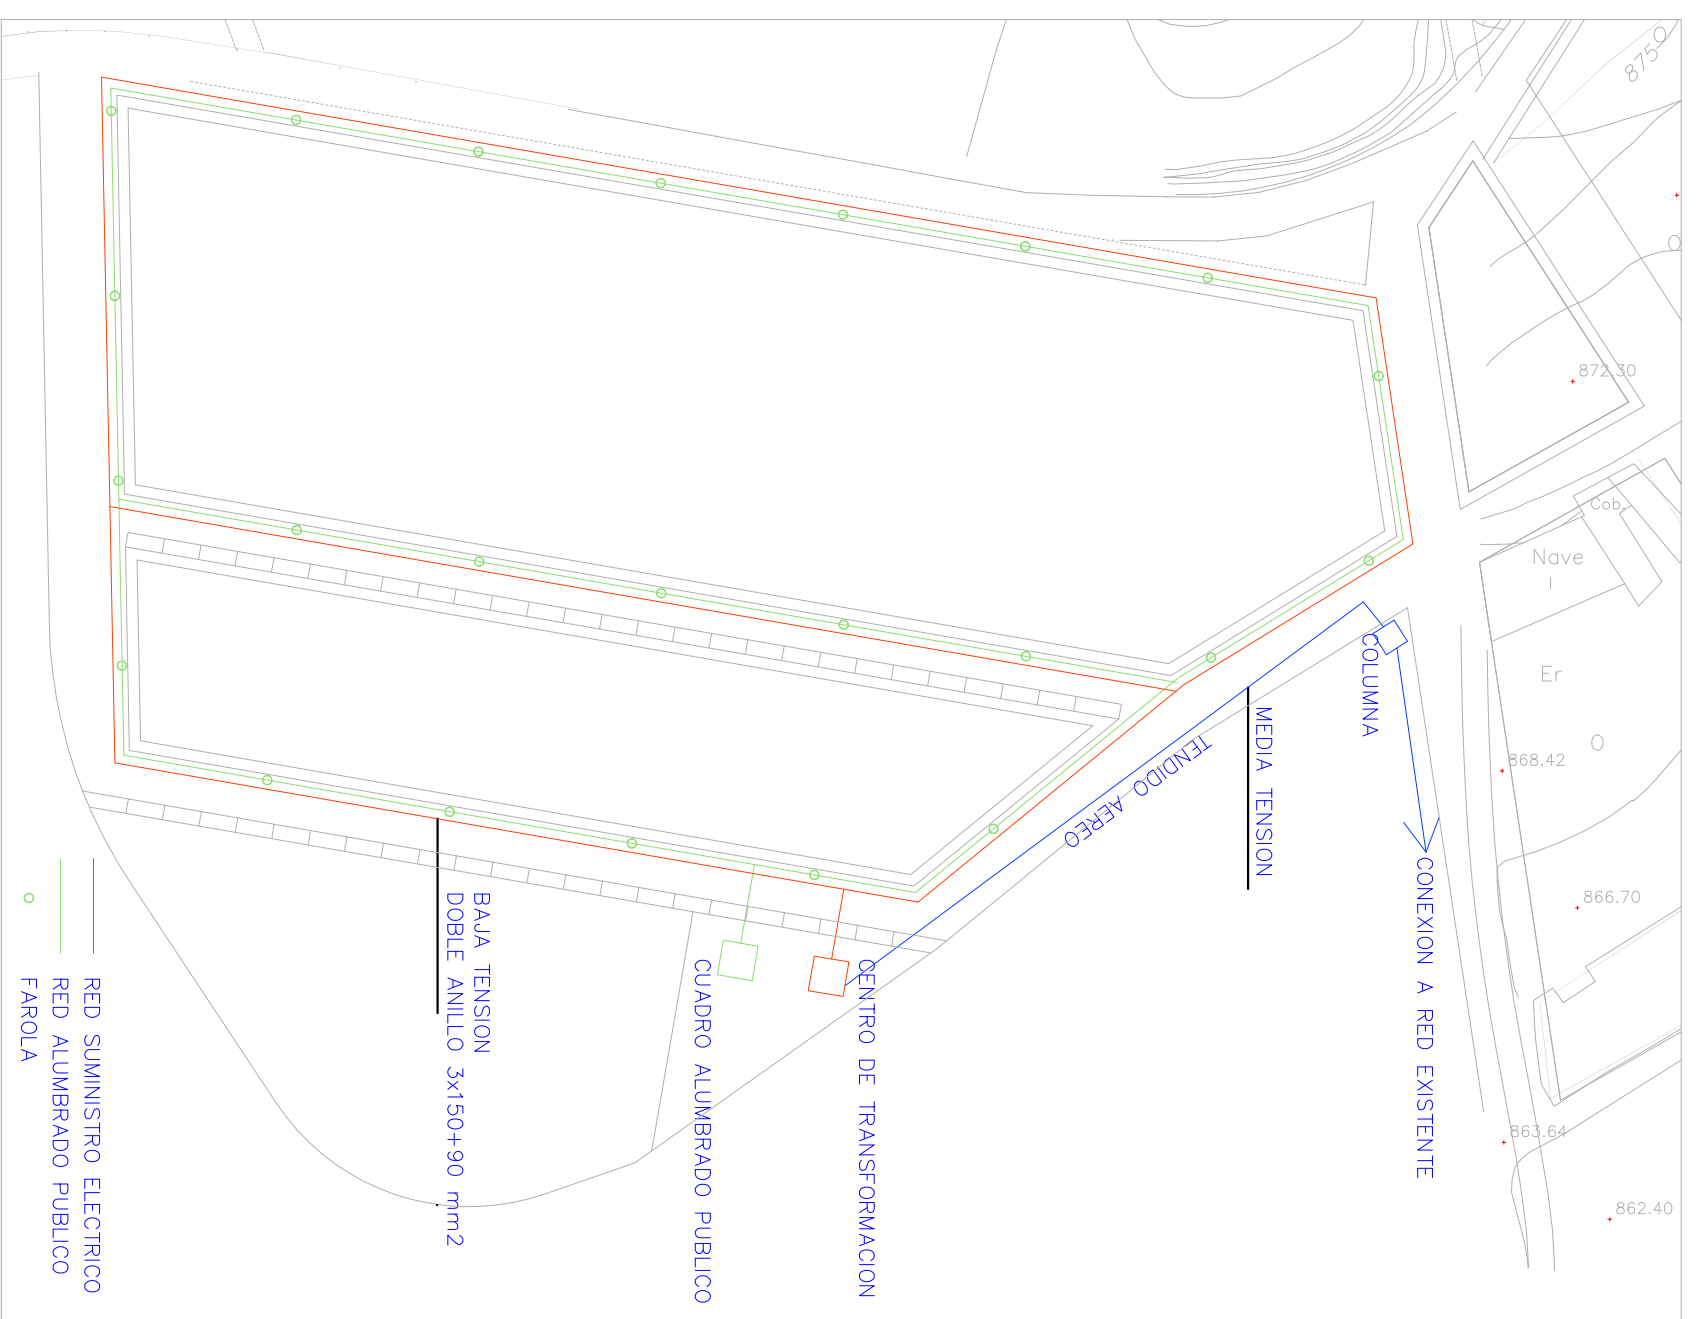 875
872.30
Cob.
Nave
I
Er
O
868.42
866.70
863.64
862.40
COLUMNA
MEDIA TENSION
TENDIDO AEREO
CONEXION A RED EXISTENTE
CENTRO DE TRANSFORMACION
CUADRO ALUMBRADO PUBLICO
BAJA TENSION
DOBLE ANILLO 3x150+90 mm2
RED SUMINISTRO ELECTRICO
RED ALUMBRADO PUBLICO
FAROLA